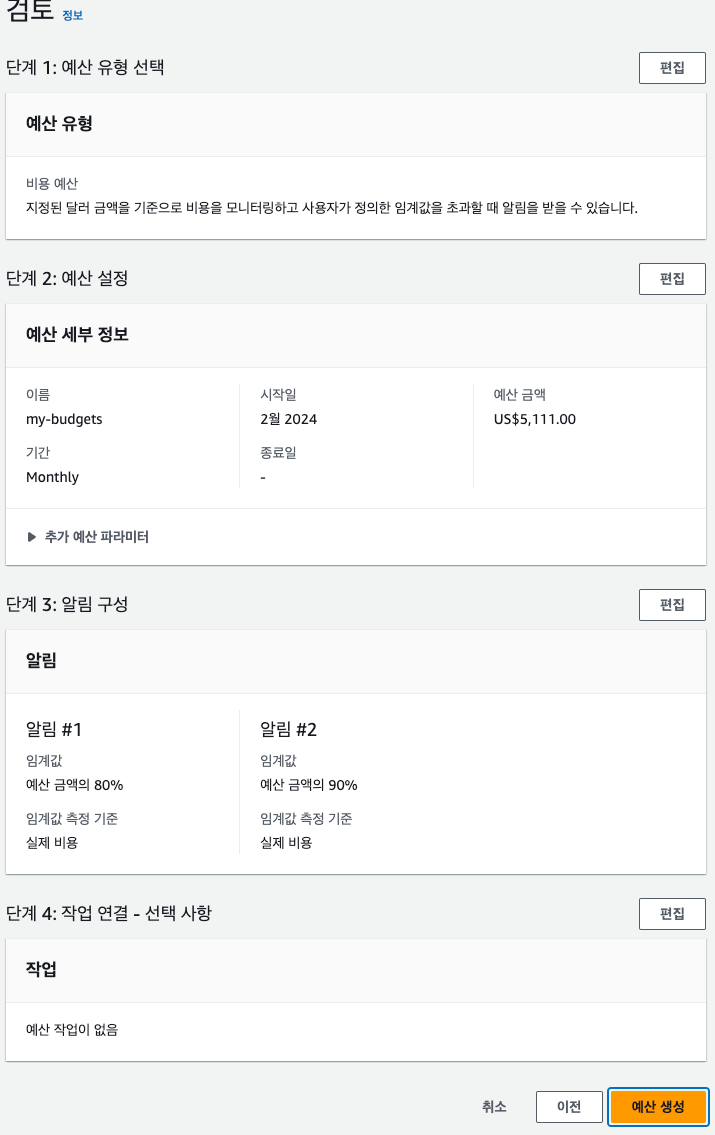 검토 정보
단계 1: 예산 유형 선택
편집
예산 유형
비용 예산
지정된 달러 금액을 기준으로 비용을 모니터링하고 사용자가 정의한 임계값을 초과할 때 알림을 받을 수 있습니다.
단계 2: 예산 설정
편집
예산 세부 정보
이름
my-budgets
기간
Monthly
시작일
2월 2024
종료일
-
예산 금액
US$5,111.00
추가 예산 파라미터
단계 3: 알림 구성
편집
알림
알림 #1
임계값
예산 금액의 80%
임계값 측정 기준
실제 비용
알림 #2
임계값
예산 금액의 90%
임계값 측정 기준
실제 비용
단계 4: 작업 연결 - 선택 사항
편집
작업
예산 작업이 없음
취소
이전
예산 생성